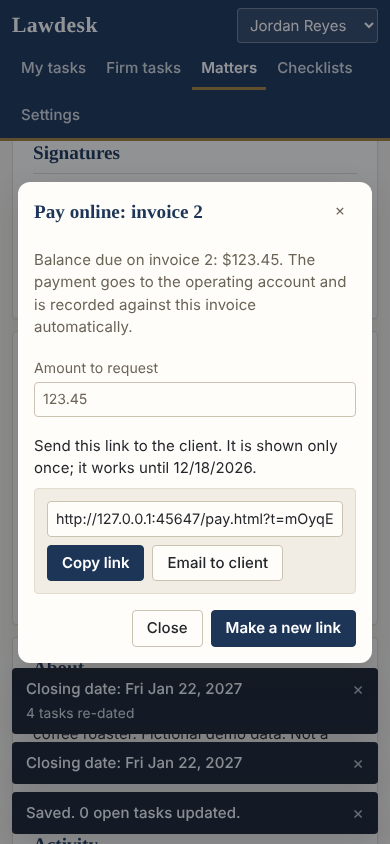 Lawdesk
Jordan Reyes
My tasks Firm tasks Matters Checklists
Settings
Signatures
Pay online: invoice 2 ×
Balance due on invoice 2: $123.45. The
payment goes to the operating account and
is recorded against this invoice
automatically.
Amount to request
123.45
Send this link to the client. It is shown only
once; it works until 12/18/2026.
http://127.0.0.1:45647/pay.html?t=mOyqE
Copy link Email to client
Close Make a new link
About
Closing date: Fri Jan 22, 2027 ×
4 tasks re-dated
coffee roaster. Fictional demo data. Not a
Closing date: Fri Jan 22, 2027 ×
Saved. 0 open tasks updated. ×
Activity